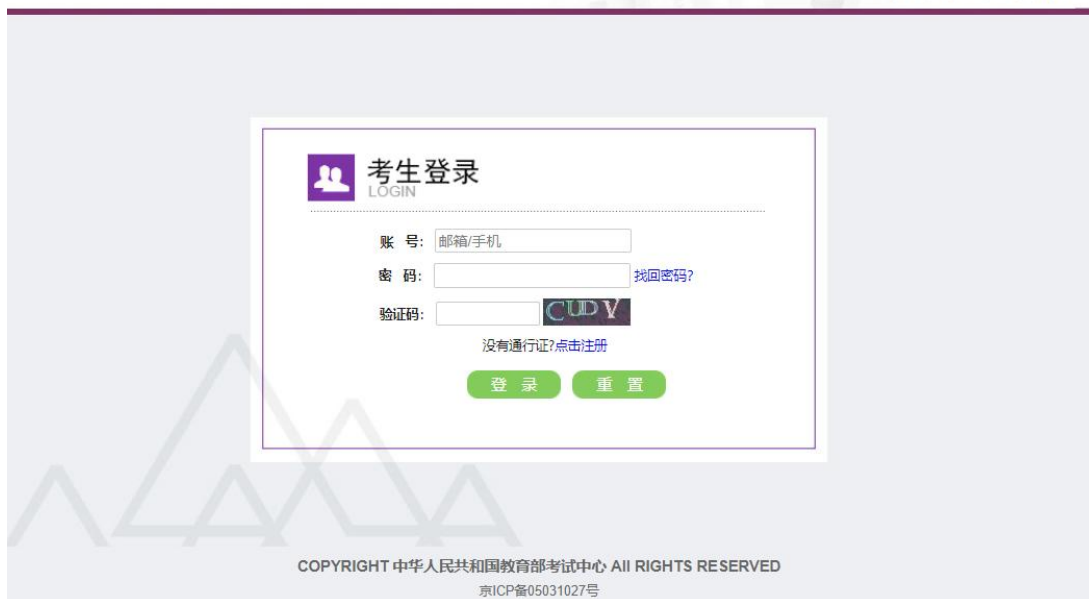 考生登录
LOGIN
账 号: 邮箱/手机
密 码: 找回密码?
验证码: CUDV
没有通行证?点击注册
登 录 重 置
COPYRIGHT 中华人民共和国教育部考试中心 All RIGHTS RESERVED
京ICP备05031027号